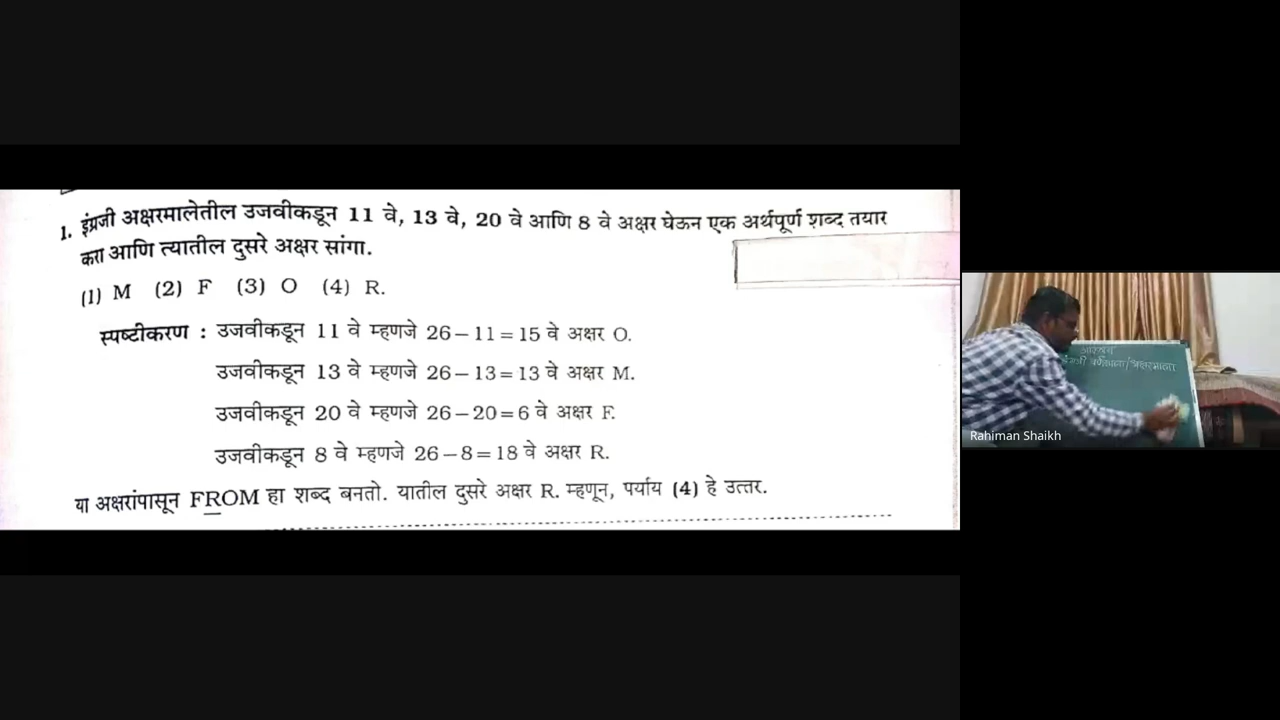 1. इंग्रजी अक्षरमालेतील उजवीकडून 11 वे, 13 वे, 20 वे आणि 8 वे अक्षर घेऊन एक अर्थपूर्ण शब्द तयार
करा आणि त्यातील दुसरे अक्षर सांगा.
(1) M (2) F (3) O (4) R.
स्पष्टीकरण : उजवीकडून 11 वे म्हणजे 26 – 11 = 15 वे अक्षर O.
उजवीकडून 13 वे म्हणजे 26 – 13 = 13 वे अक्षर M.
उजवीकडून 20 वे म्हणजे 26 – 20 = 6 वे अक्षर F.
उजवीकडून 8 वे म्हणजे 26 – 8 = 18 वे अक्षर R.
या अक्षरांपासून FROM हा शब्द बनतो. यातील दुसरे अक्षर R. म्हणून, पर्याय (4) हे उत्तर.
Rahiman Shaikh